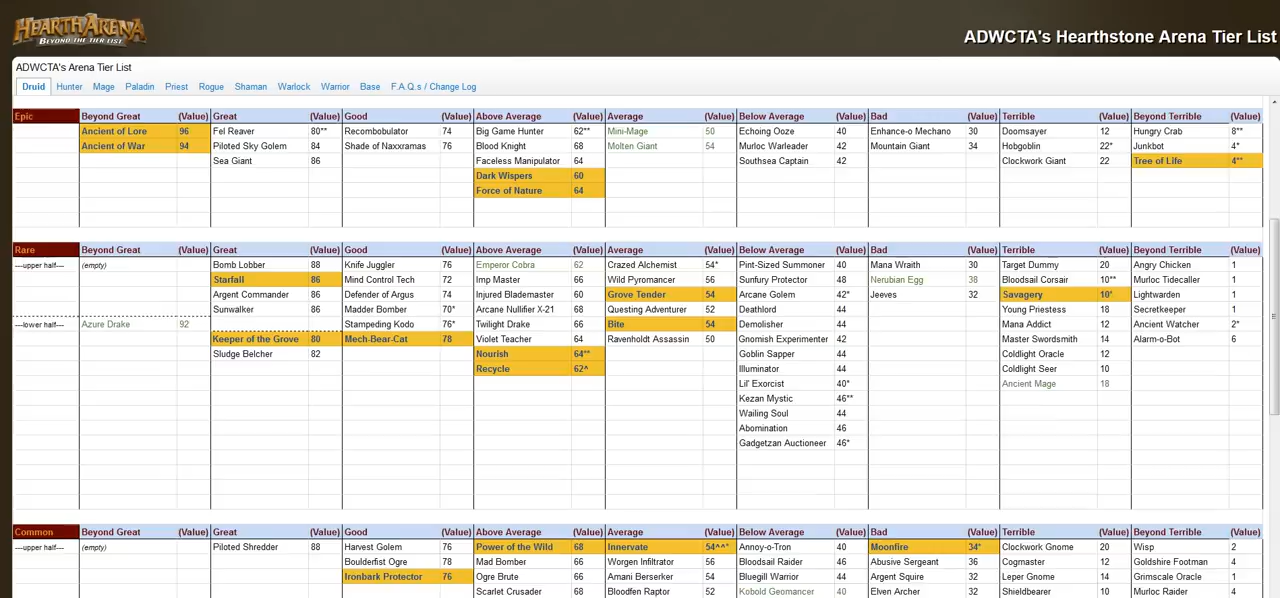 HEARTHARENA
BEYOND THE TIER LIST
ADWCTA's Hearthstone Arena Tier List
ADWCTA's Arena Tier List
Druid Hunter Mage Paladin Priest Rogue Shaman Warlock Warrior Base F.A.Q.s / Change Log
Epic Beyond Great (Value) Great (Value) Good (Value) Above Average (Value) Average (Value) Below Average (Value) Bad (Value) Terrible (Value) Beyond Terrible (Value)
Ancient of Lore 96 Fel Reaver 80** Recombobulator 74 Big Game Hunter 62** Mini-Mage 50 Echoing Ooze 40 Enhance-o Mechano 30 Doomsayer 12 Hungry Crab 8**
Ancient of War 94 Piloted Sky Golem 84 Shade of Naxxramas 76 Blood Knight 68 Molten Giant 54 Murloc Warleader 42 Mountain Giant 34 Hobgoblin 22* Junkbot 4*
Sea Giant 86 Faceless Manipulator 64 Southsea Captain 42 Clockwork Giant 22 Tree of Life 4**
Dark Wispers 60
Force of Nature 64
Rare Beyond Great (Value) Great (Value) Good (Value) Above Average (Value) Average (Value) Below Average (Value) Bad (Value) Terrible (Value) Beyond Terrible (Value)
---upper half--- (empty) Bomb Lobber 88 Knife Juggler 76 Emperor Cobra 62 Crazed Alchemist 54* Pint-Sized Summoner 40 Mana Wraith 30 Target Dummy 20 Angry Chicken 1
Starfall 86 Mind Control Tech 72 Imp Master 66 Wild Pyromancer 56 Sunfury Protector 48 Nerubian Egg 38 Bloodsail Corsair 10** Murloc Tidecaller 1
Argent Commander 86 Defender of Argus 74 Injured Blademaster 60 Grove Tender 54 Arcane Golem 42* Jeeves 32 Savagery 10* Lightwarden 1
Sunwalker 86 Madder Bomber 70* Arcane Nullifier X-21 68 Questing Adventurer 52 Deathlord 44 Young Priestess 18 Secretkeeper 1
---lower half--- Azure Drake 92 Stampeding Kodo 76* Twilight Drake 66 Bite 54 Demolisher 44 Mana Addict 12 Ancient Watcher 2*
Keeper of the Grove 80 Mech-Bear-Cat 78 Violet Teacher 64 Ravenholdt Assassin 50 Gnomish Experimenter 42 Master Swordsmith 14 Alarm-o-Bot 6
Sludge Belcher 82 Nourish 64** Goblin Sapper 44 Coldlight Oracle 12
Recycle 62^ Illuminator 44 Coldlight Seer 10
Lil' Exorcist 40* Ancient Mage 18
Kezan Mystic 46**
Wailing Soul 44
Abomination 46
Gadgetzan Auctioneer 46*
Common Beyond Great (Value) Great (Value) Good (Value) Above Average (Value) Average (Value) Below Average (Value) Bad (Value) Terrible (Value) Beyond Terrible (Value)
---upper half--- (empty) Piloted Shredder 88 Harvest Golem 76 Power of the Wild 68 Innervate 54^^* Annoy-o-Tron 40 Moonfire 34* Clockwork Gnome 20 Wisp 2
Boulderfist Ogre 78 Mad Bomber 66 Worgen Infiltrator 56 Bloodsail Raider 46 Abusive Sergeant 36 Cogmaster 12 Goldshire Footman 4
Ironbark Protector 76 Ogre Brute 66 Amani Berserker 54 Bluegill Warrior 44 Argent Squire 32 Leper Gnome 14 Grimscale Oracle 1
Scarlet Crusader 68 Bloodfen Raptor 52 Kobold Geomancer 40 Elven Archer 32 Shieldbearer 10 Murloc Raider 4